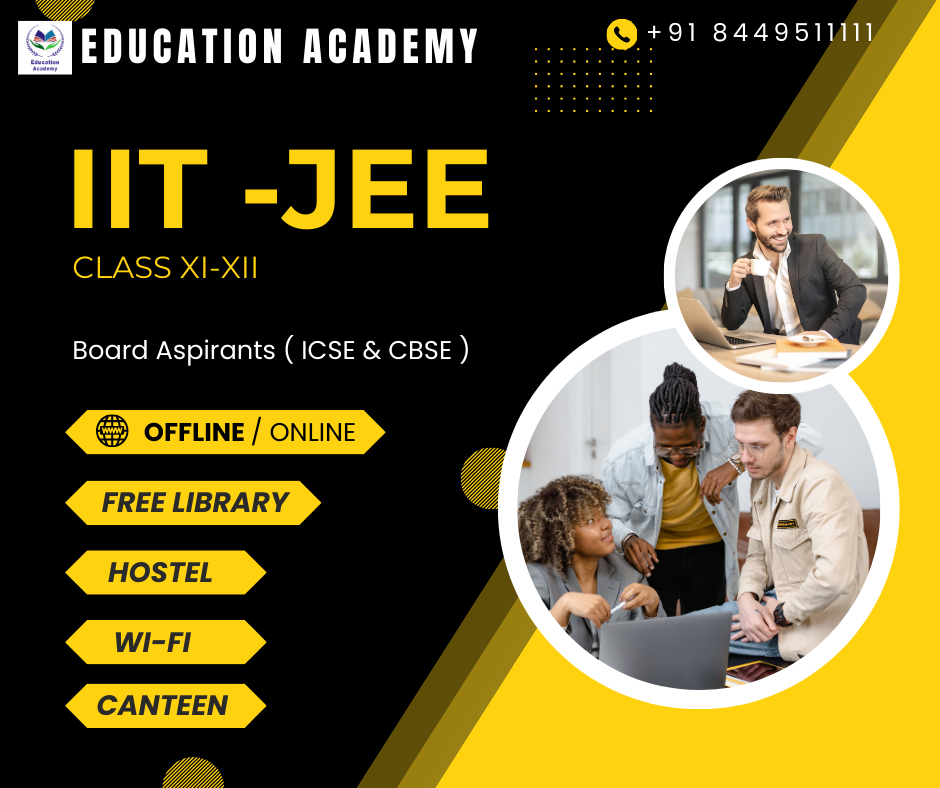 Education
Academy
EDUCATION ACADEMY
+91 8449511111
IIT -JEE
CLASS XI-XII
Board Aspirants ( ICSE & CBSE )
WWW
OFFLINE / ONLINE
FREE LIBRARY
HOSTEL
WI-FI
CANTEEN